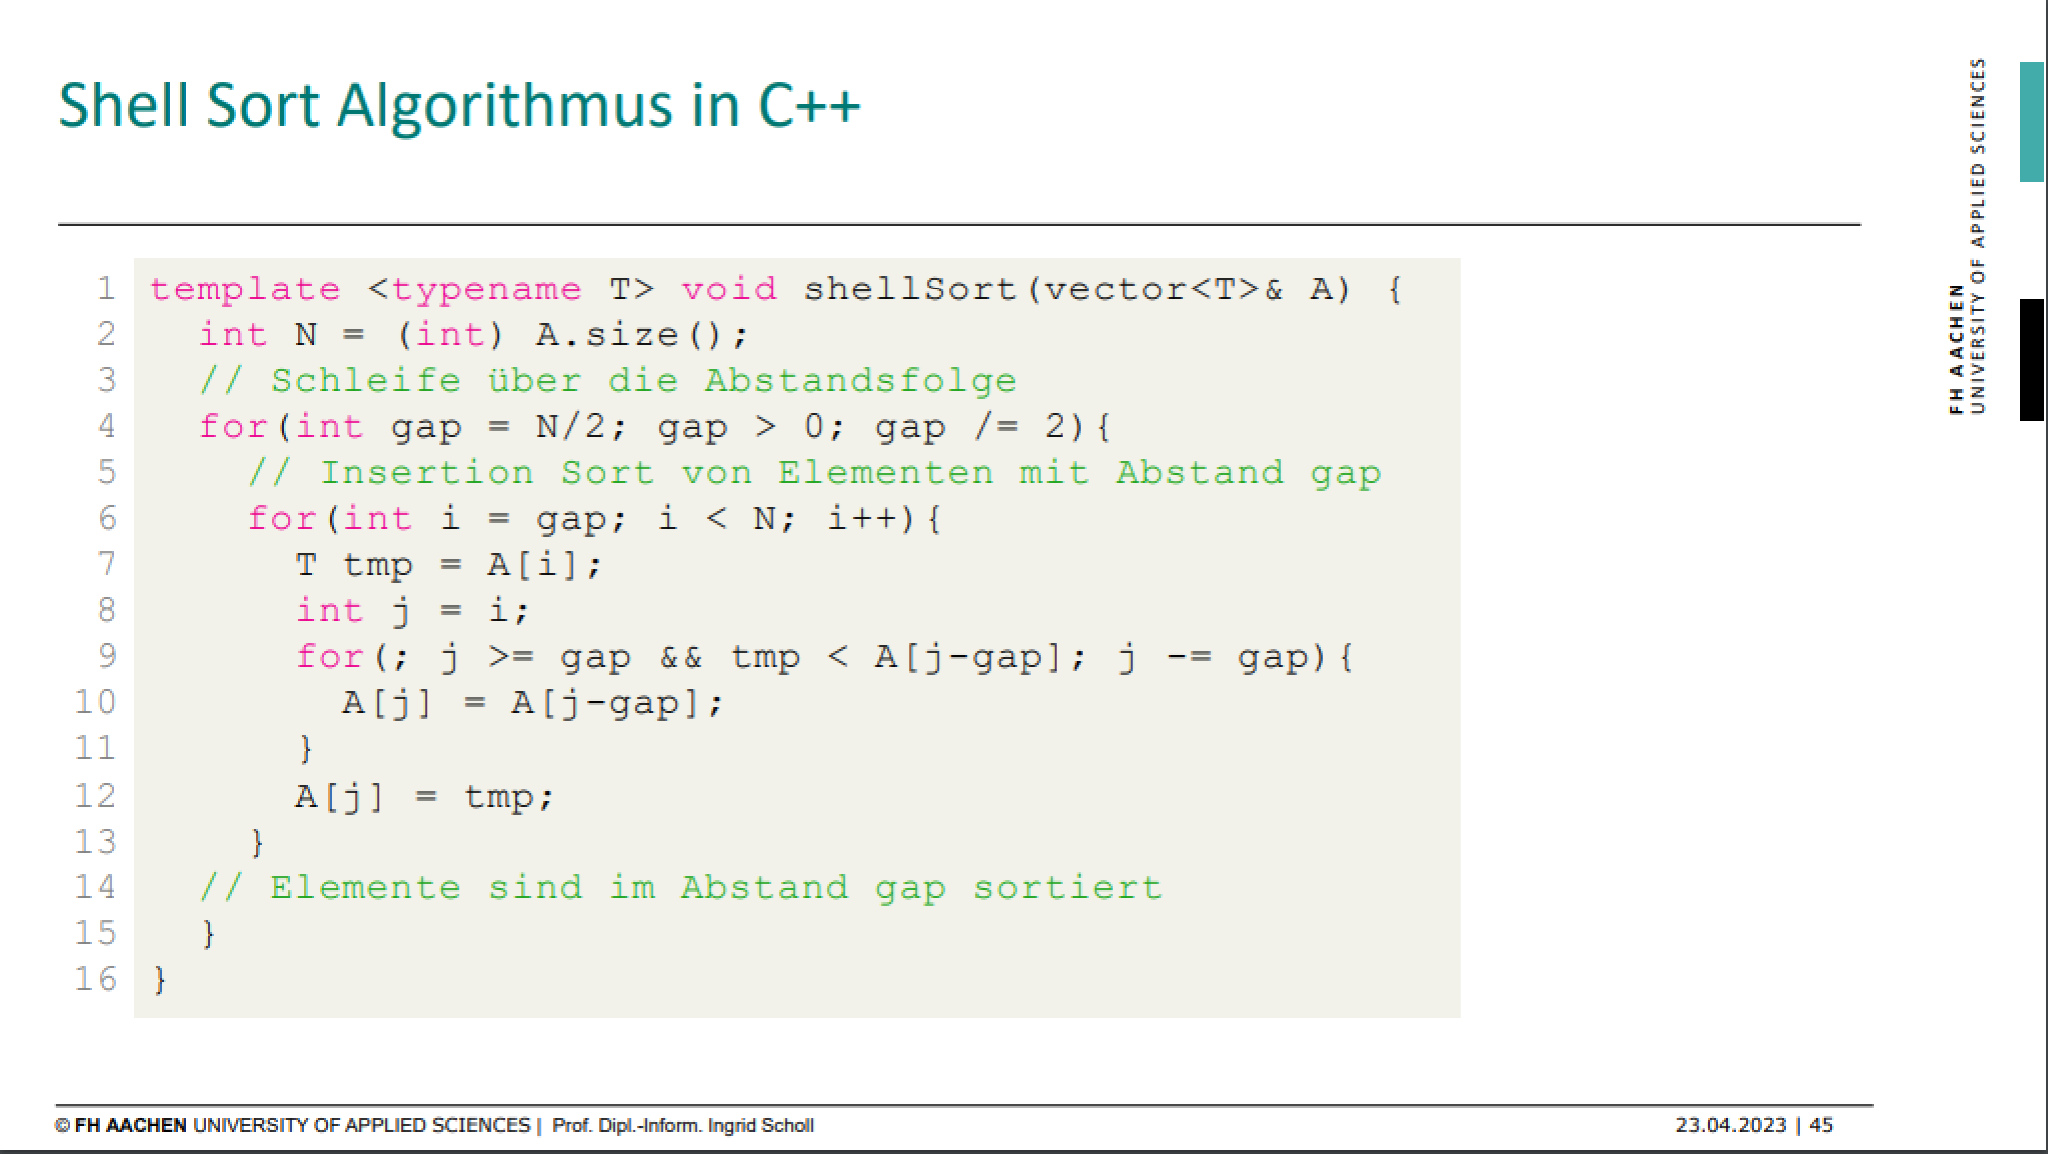 Shell Sort Algorithmus in C++
FH AACHEN
UNIVERSITY OF APPLIED SCIENCES
1 template <typename T> void shellSort(vector<T>& A) {
2   int N = (int) A.size();
3   // Schleife über die Abstandsfolge
4   for(int gap = N/2; gap > 0; gap /= 2){
5     // Insertion Sort von Elementen mit Abstand gap
6     for(int i = gap; i < N; i++){
7       T tmp = A[i];
8       int j = i;
9       for(; j >= gap && tmp < A[j-gap]; j -= gap){
10         A[j] = A[j-gap];
11       }
12       A[j] = tmp;
13     }
14   // Elemente sind im Abstand gap sortiert
15   }
16 }
© FH AACHEN UNIVERSITY OF APPLIED SCIENCES | Prof. Dipl.-Inform. Ingrid Scholl
23.04.2023 | 45